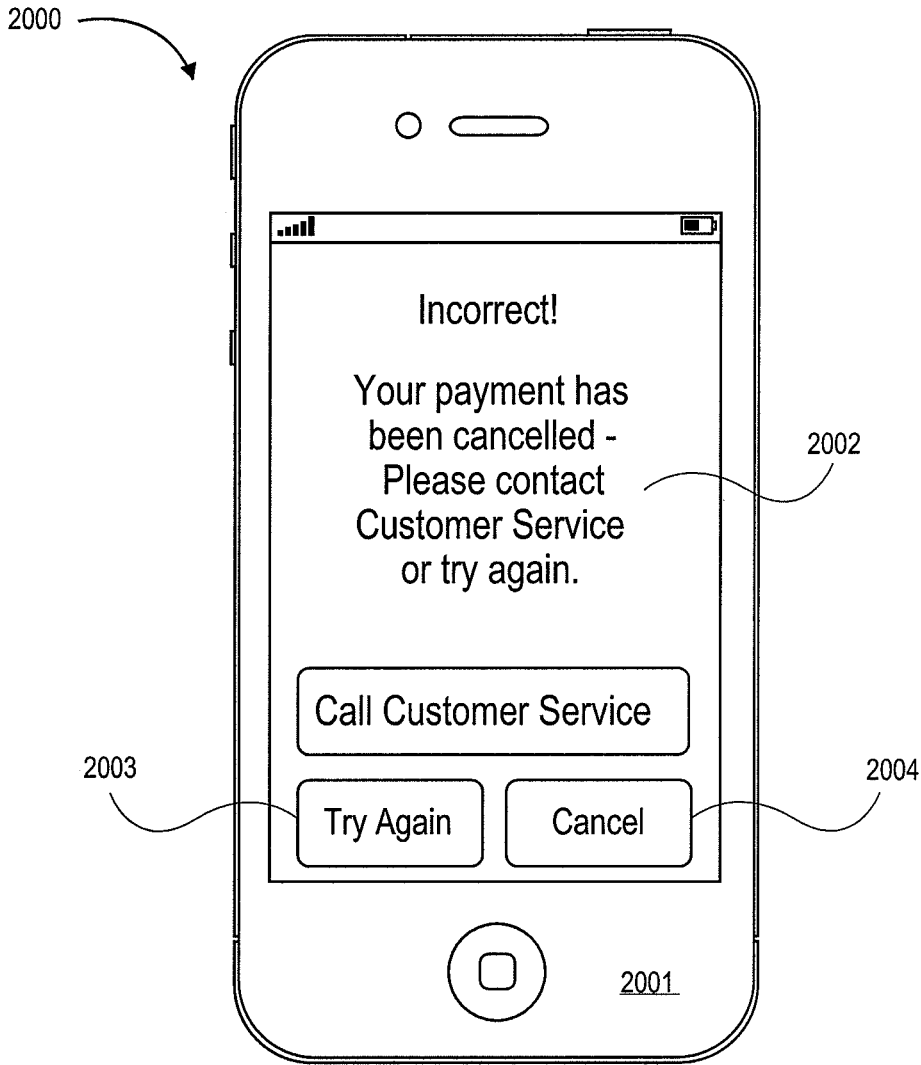 2000
Incorrect!
Your payment has
been cancelled -
Please contact
Customer Service
or try again.
2002
Call Customer Service
2003
Try Again
Cancel
2004
2001